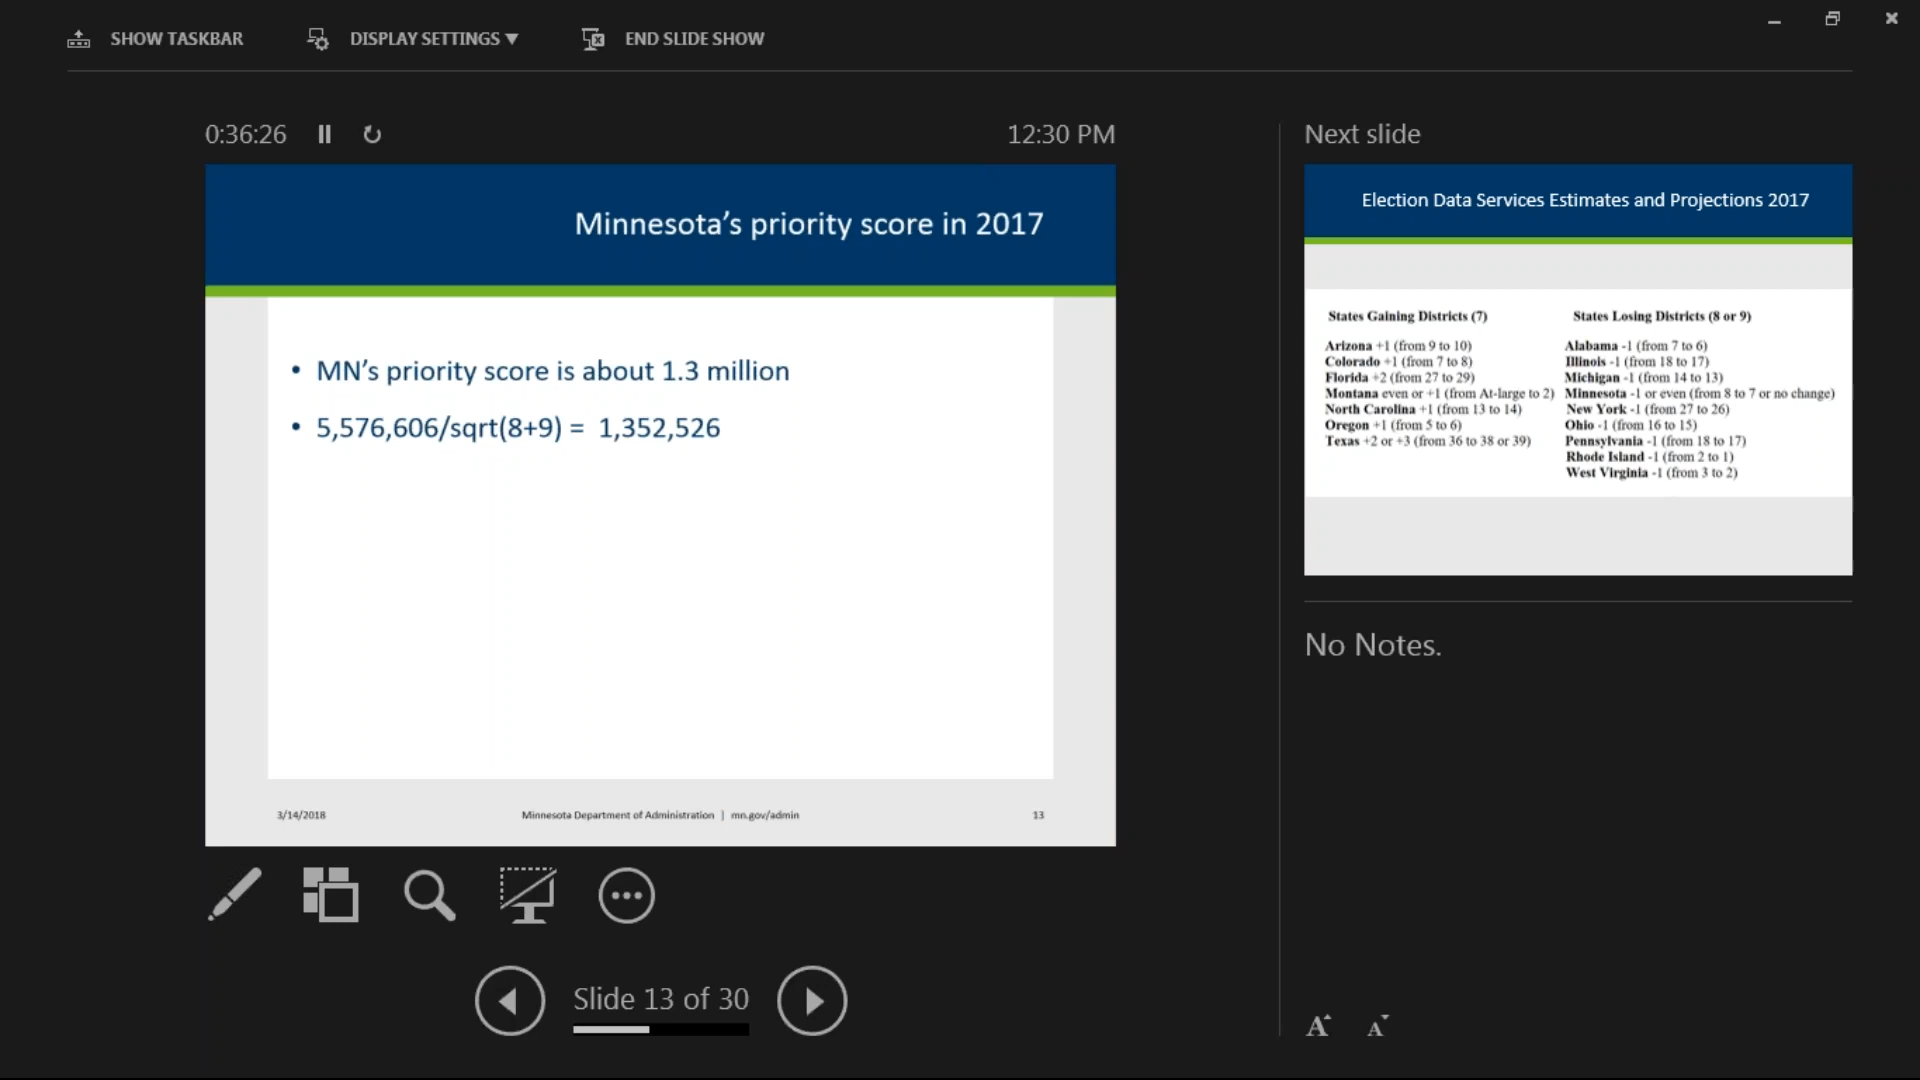 SHOW TASKBAR
DISPLAY SETTINGS ▼
END SLIDE SHOW
0:36:26
12:30 PM
Minnesota's priority score in 2017
• MN's priority score is about 1.3 million
• 5,576,606/sqrt(8+9) = 1,352,526
3/14/2018
Minnesota Department of Administration | mn.gov/admin
13
Slide 13 of 30
Next slide
Election Data Services Estimates and Projections 2017
States Gaining Districts (7)
Arizona +1 (from 9 to 10)
Colorado +1 (from 7 to 8)
Florida +2 (from 27 to 29)
Montana even or +1 (from At-large to 2)
North Carolina +1 (from 13 to 14)
Oregon +1 (from 5 to 6)
Texas +2 or +3 (from 36 to 38 or 39)
States Losing Districts (8 or 9)
Alabama -1 (from 7 to 6)
Illinois -1 (from 18 to 17)
Michigan -1 (from 14 to 13)
Minnesota -1 or even (from 8 to 7 or no change)
New York -1 (from 27 to 26)
Ohio -1 (from 16 to 15)
Pennsylvania -1 (from 18 to 17)
Rhode Island -1 (from 2 to 1)
West Virginia -1 (from 3 to 2)
No Notes.
A A